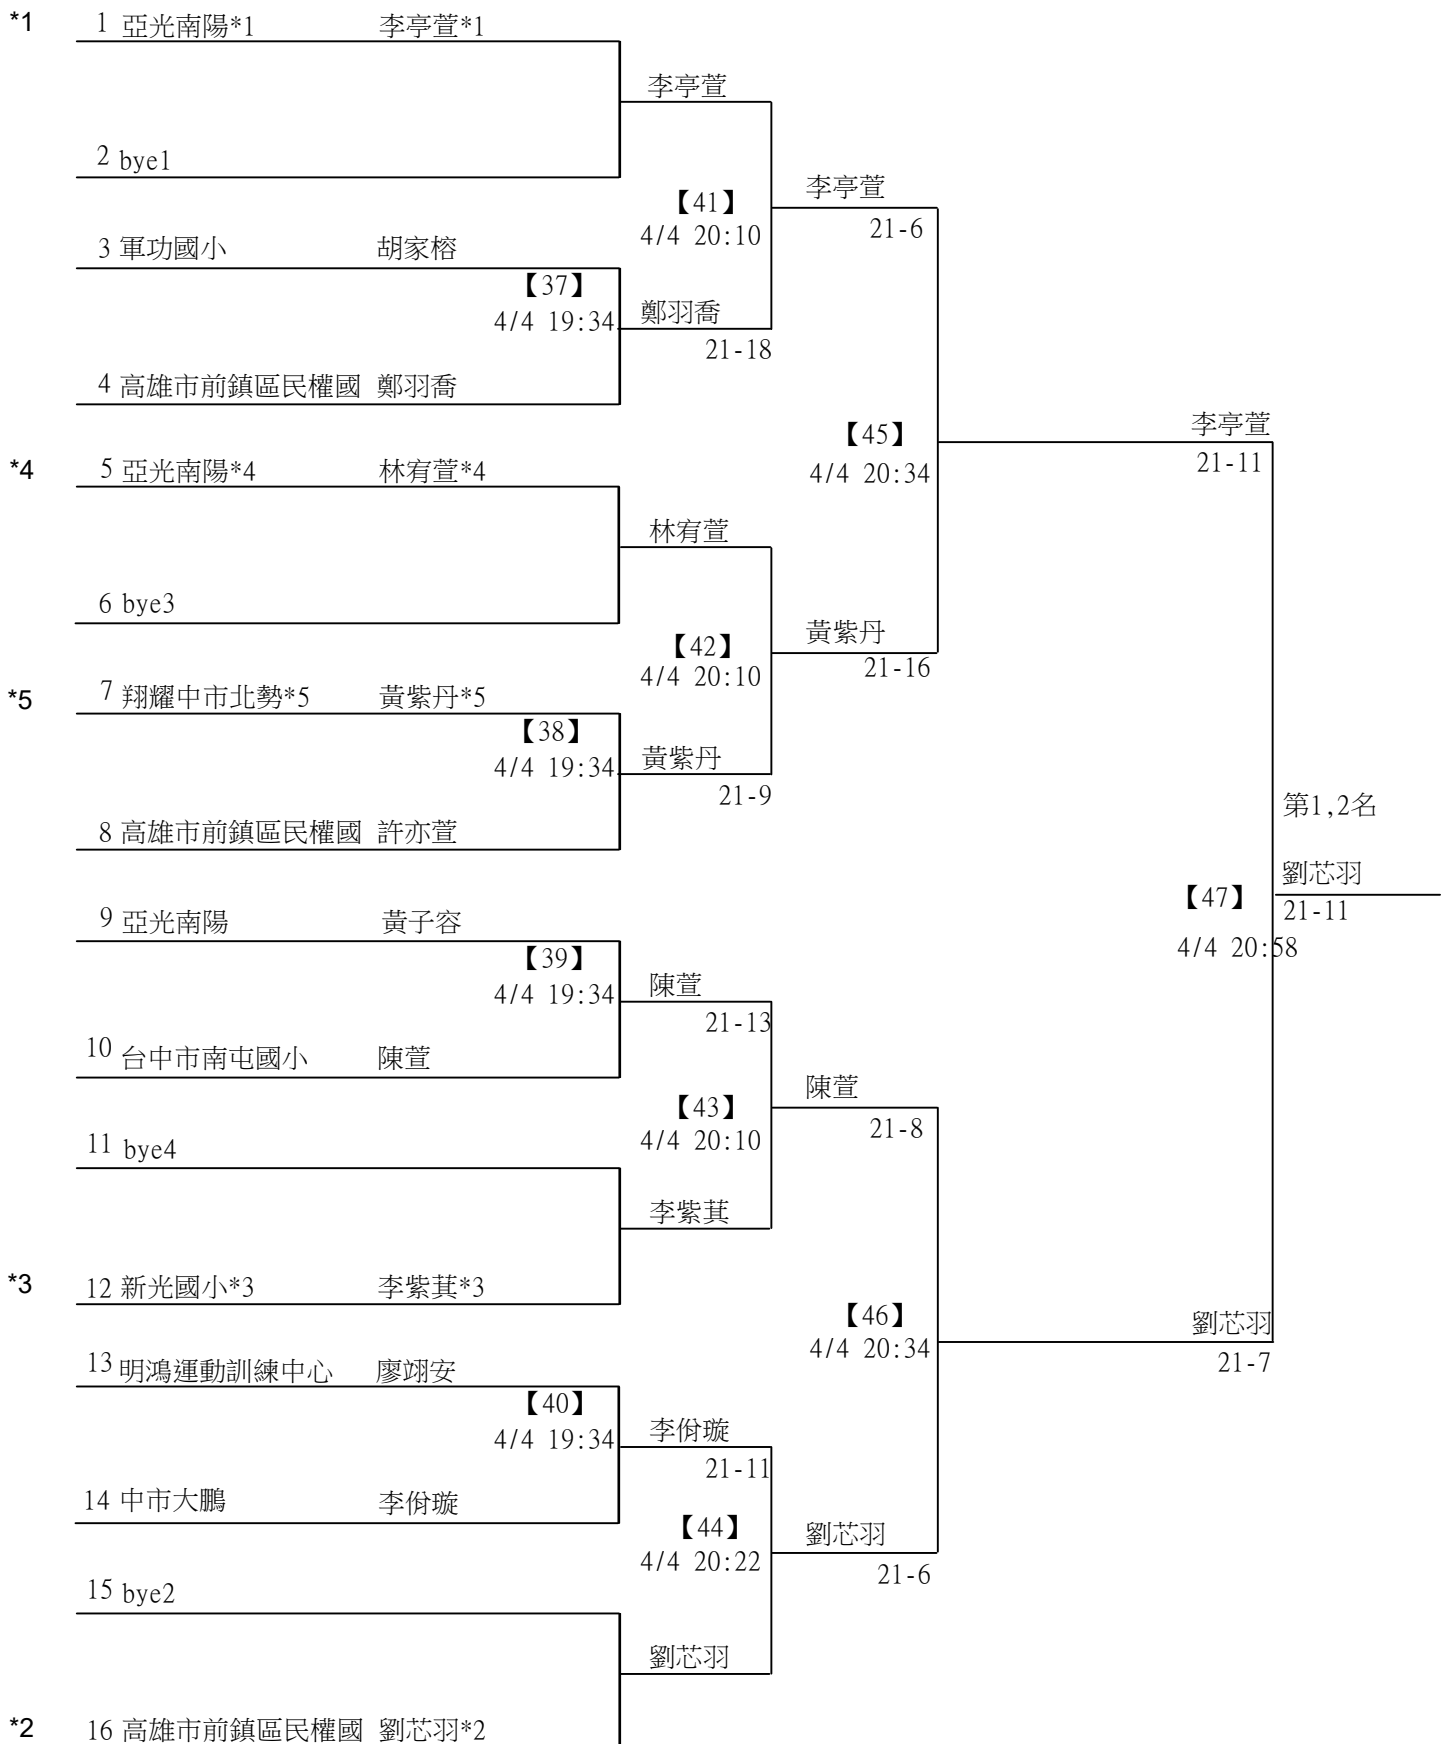 *1 1 亞光南陽*1 李亭萱*1
李亭萱
2 bye1
李亭萱
【41】
21-6
4/4 20:10
3 軍功國小 胡家榕
【37】
鄭羽喬
4/4 19:34
21-18
4 高雄市前鎮區民權國 鄭羽喬
李亭萱
【45】
21-11
*4 5 亞光南陽*4 林宥萱*4
4/4 20:34
林宥萱
6 bye3
黃紫丹
【42】
21-16
4/4 20:10
*5 7 翔耀中市北勢*5 黃紫丹*5
【38】
黃紫丹
4/4 19:34
21-9
第1,2名
8 高雄市前鎮區民權國 許亦萱
劉芯羽
【47】
21-11
9 亞光南陽 黃子容
4/4 20:58
【39】
陳萱
4/4 19:34
21-13
10 台中市南屯國小 陳萱
陳萱
【43】
21-8
4/4 20:10
11 bye4
李紫萁
*3 12 新光國小*3 李紫萁*3
【46】
劉芯羽
4/4 20:34
21-7
13 明鴻運動訓練中心 廖翊安
【40】
李佾璇
4/4 19:34
21-11
14 中市大鵬 李佾璇
【44】
劉芯羽
4/4 20:22
21-6
15 bye2
劉芯羽
*2 16 高雄市前鎮區民權國 劉芯羽*2